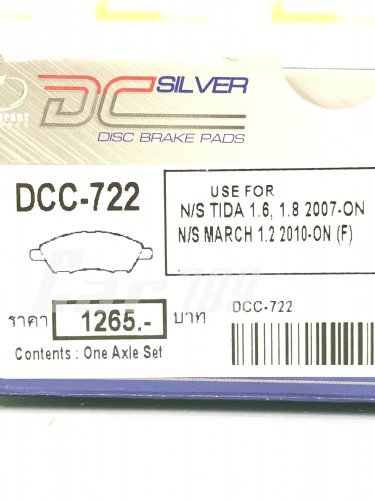 DC SILVER
DISC BRAKE PADS
DCC-722
USE FOR
N/S TIDA 1.6, 1.8 2007-ON
N/S MARCH 1.2 2010-ON (F)
ราคา 1265.- บาท
DCC-722
Contents : One Axle Set